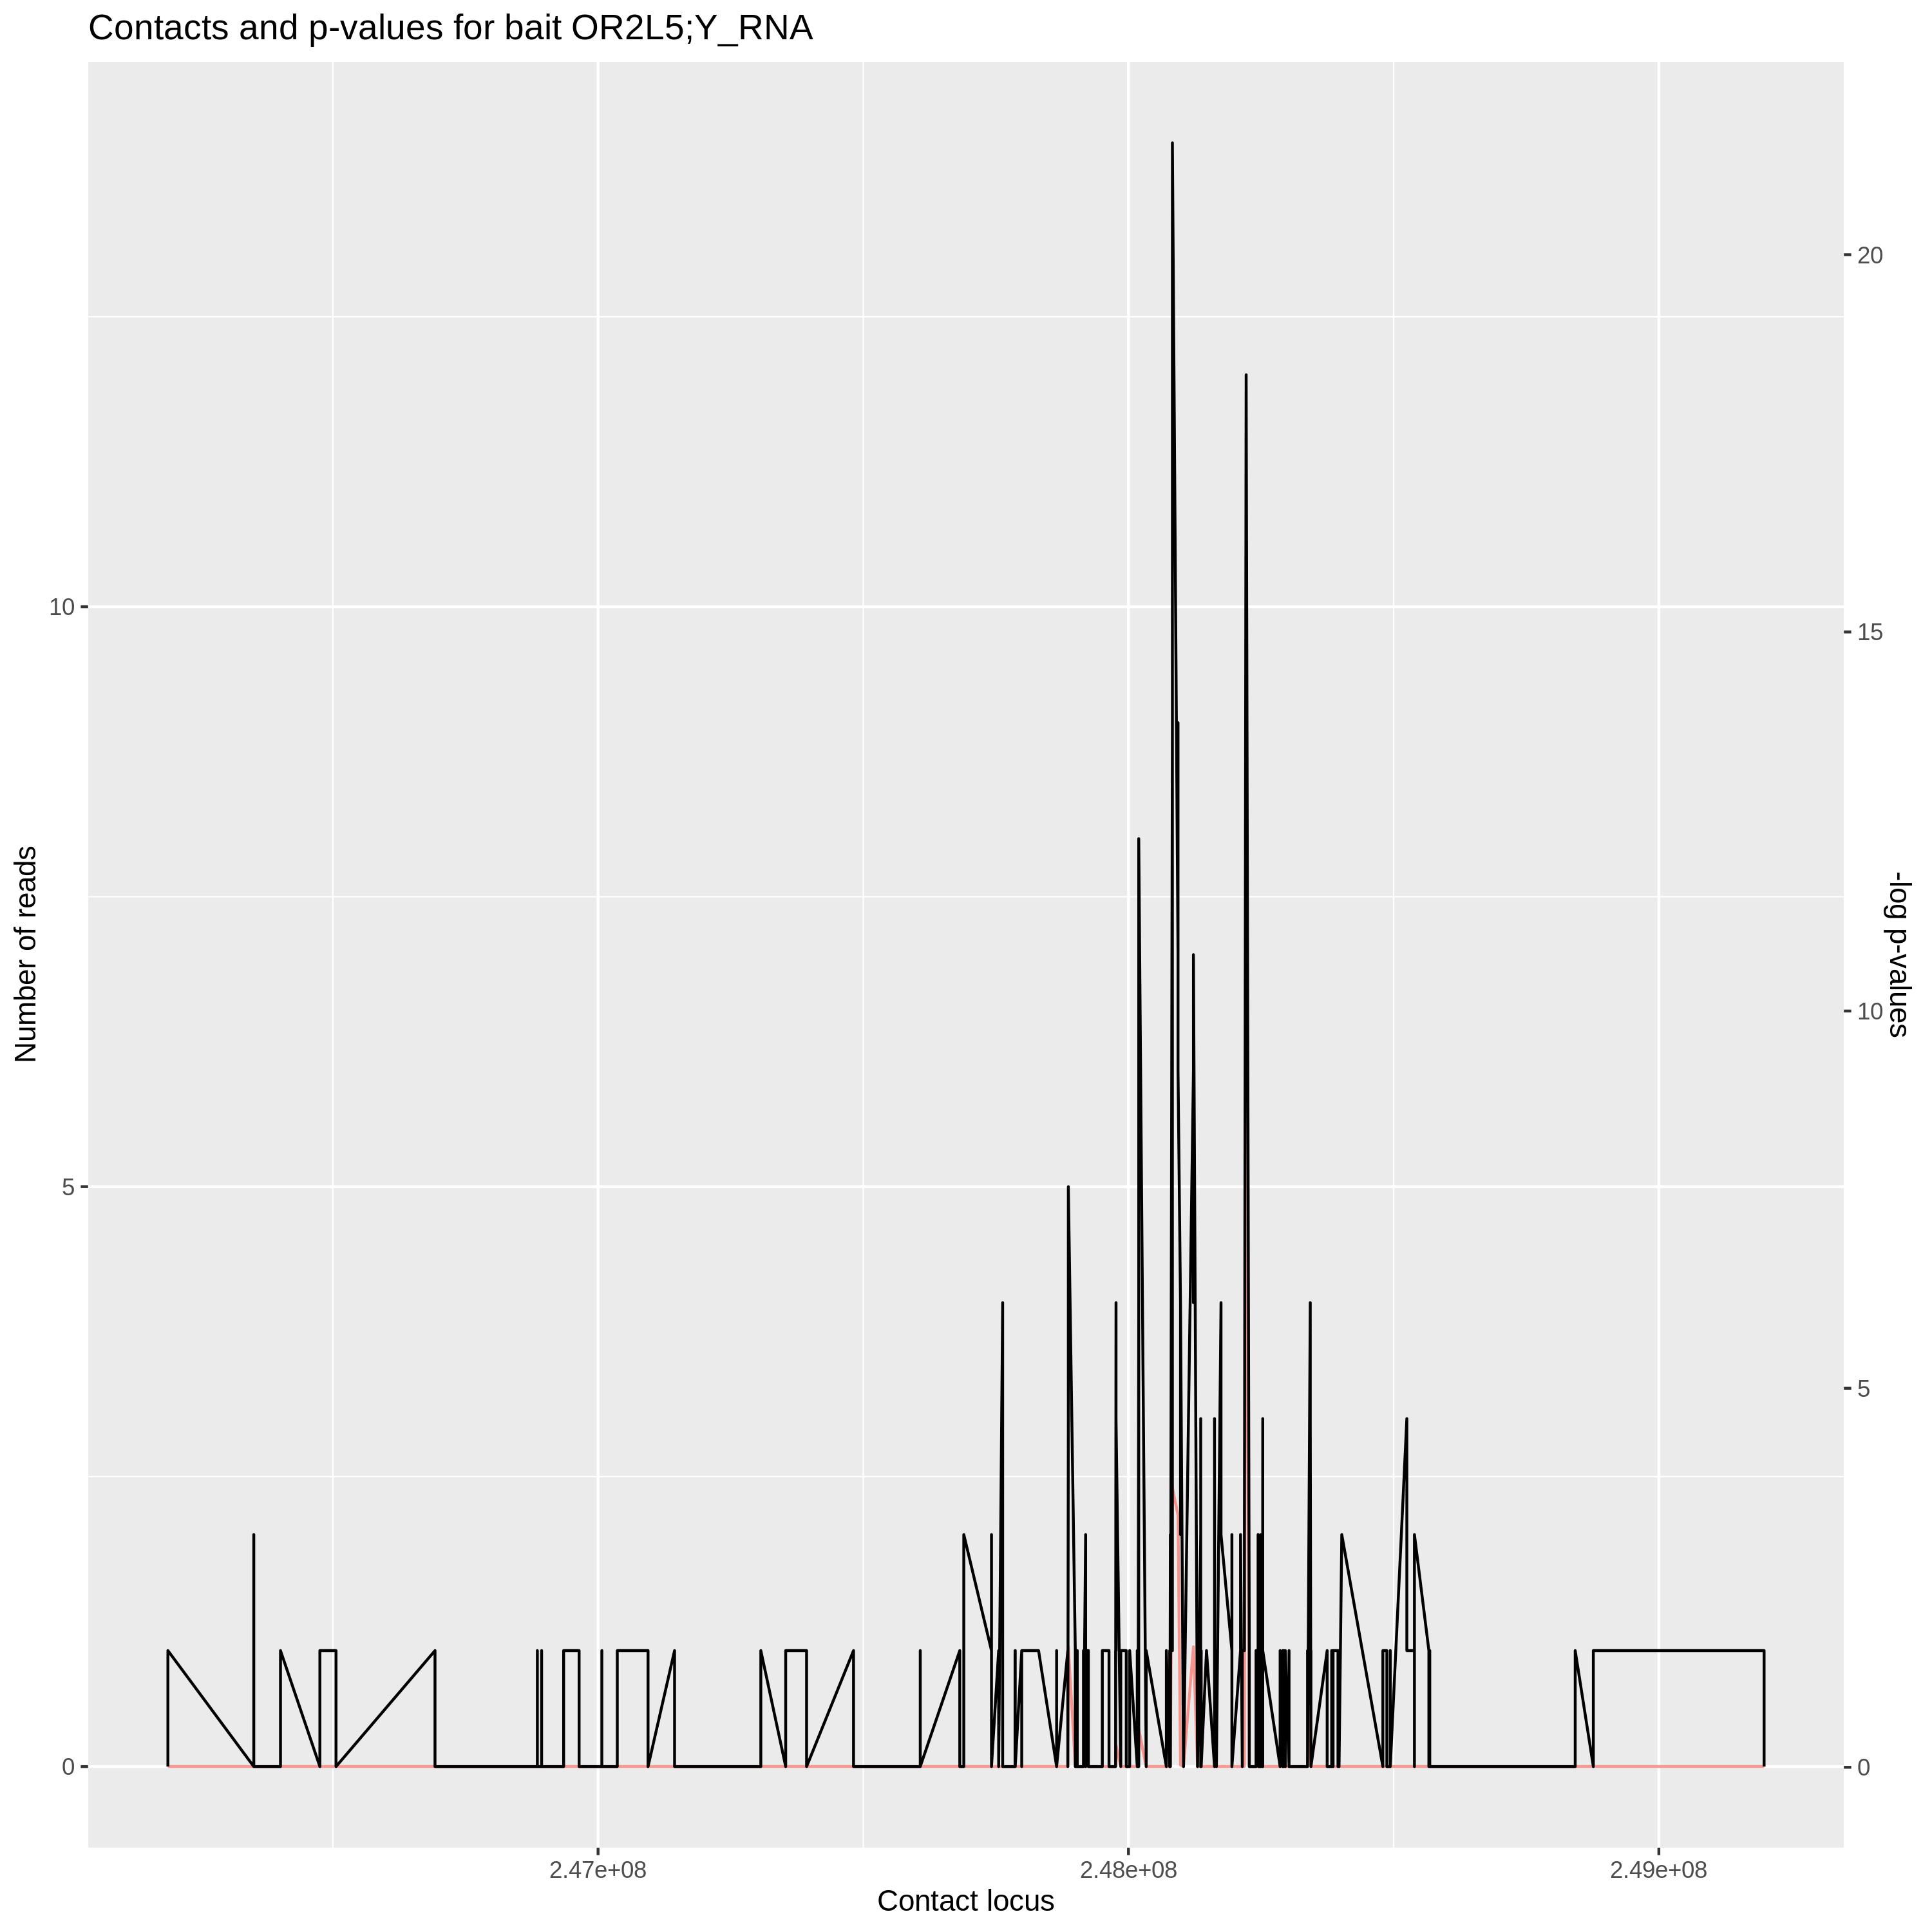 Contacts and p-values for bait OR2L5;Y_RNA
Number of reads
10
5
0
20
15
10
5
0
-log p-values
2.47e+08 2.48e+08 2.49e+08
Contact locus